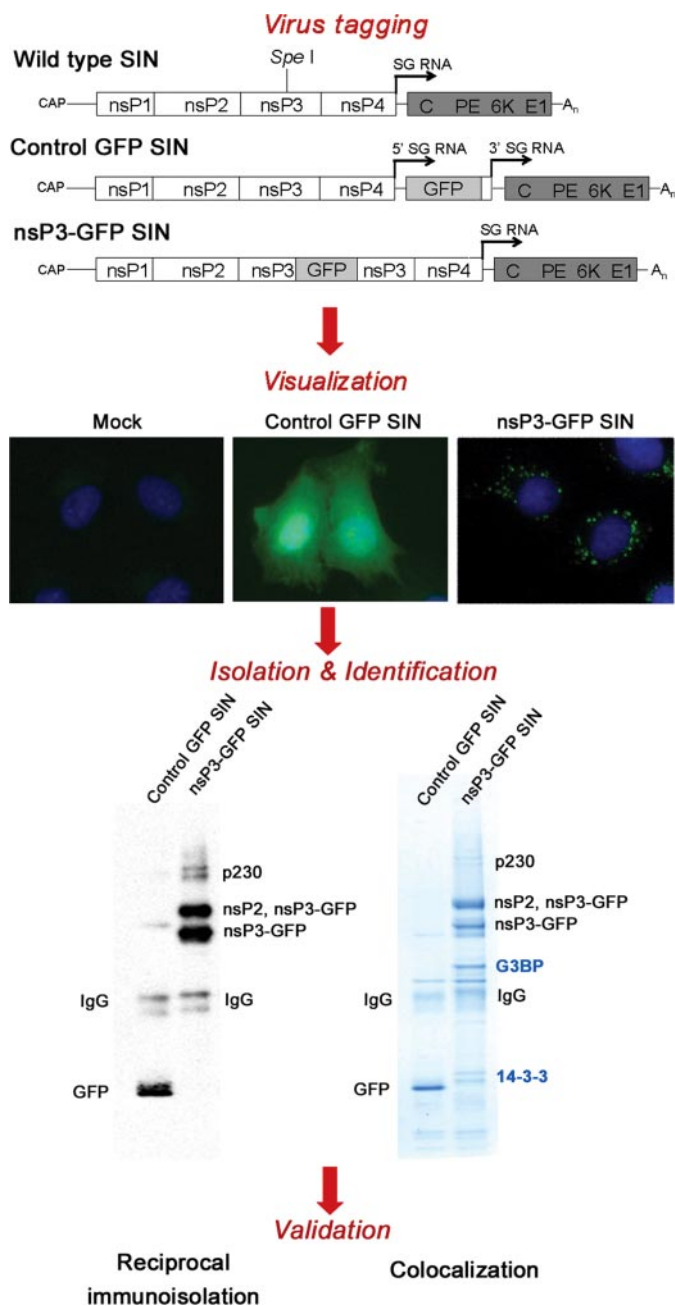 Virus tagging
Wild type SIN
Spe I
SG RNA
CAP nsP1 nsP2 nsP3 nsP4 C PE 6K E1 An
Control GFP SIN
5' SG RNA 3' SG RNA
CAP nsP1 nsP2 nsP3 nsP4 GFP C PE 6K E1 An
nsP3-GFP SIN
SG RNA
CAP nsP1 nsP2 nsP3 GFP nsP3 nsP4 C PE 6K E1 An
Visualization
Mock Control GFP SIN nsP3-GFP SIN
Isolation & Identification
Control GFP SIN
nsP3-GFP SIN
p230
nsP2, nsP3-GFP
nsP3-GFP
IgG IgG
GFP
Control GFP SIN
nsP3-GFP SIN
p230
nsP2, nsP3-GFP
nsP3-GFP
G3BP
IgG IgG
14-3-3
GFP
Validation
Reciprocal
immunoisolation
Colocalization